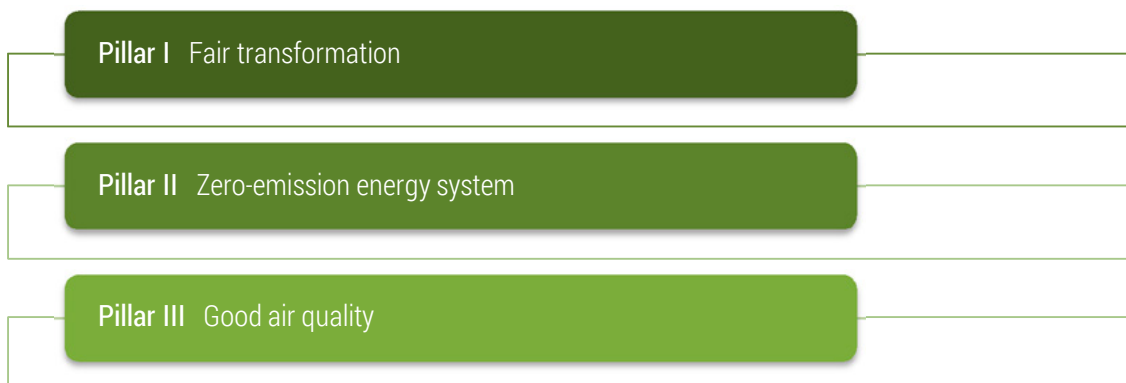 Pillar I Fair transformation
Pillar II Zero-emission energy system
Pillar III Good air quality